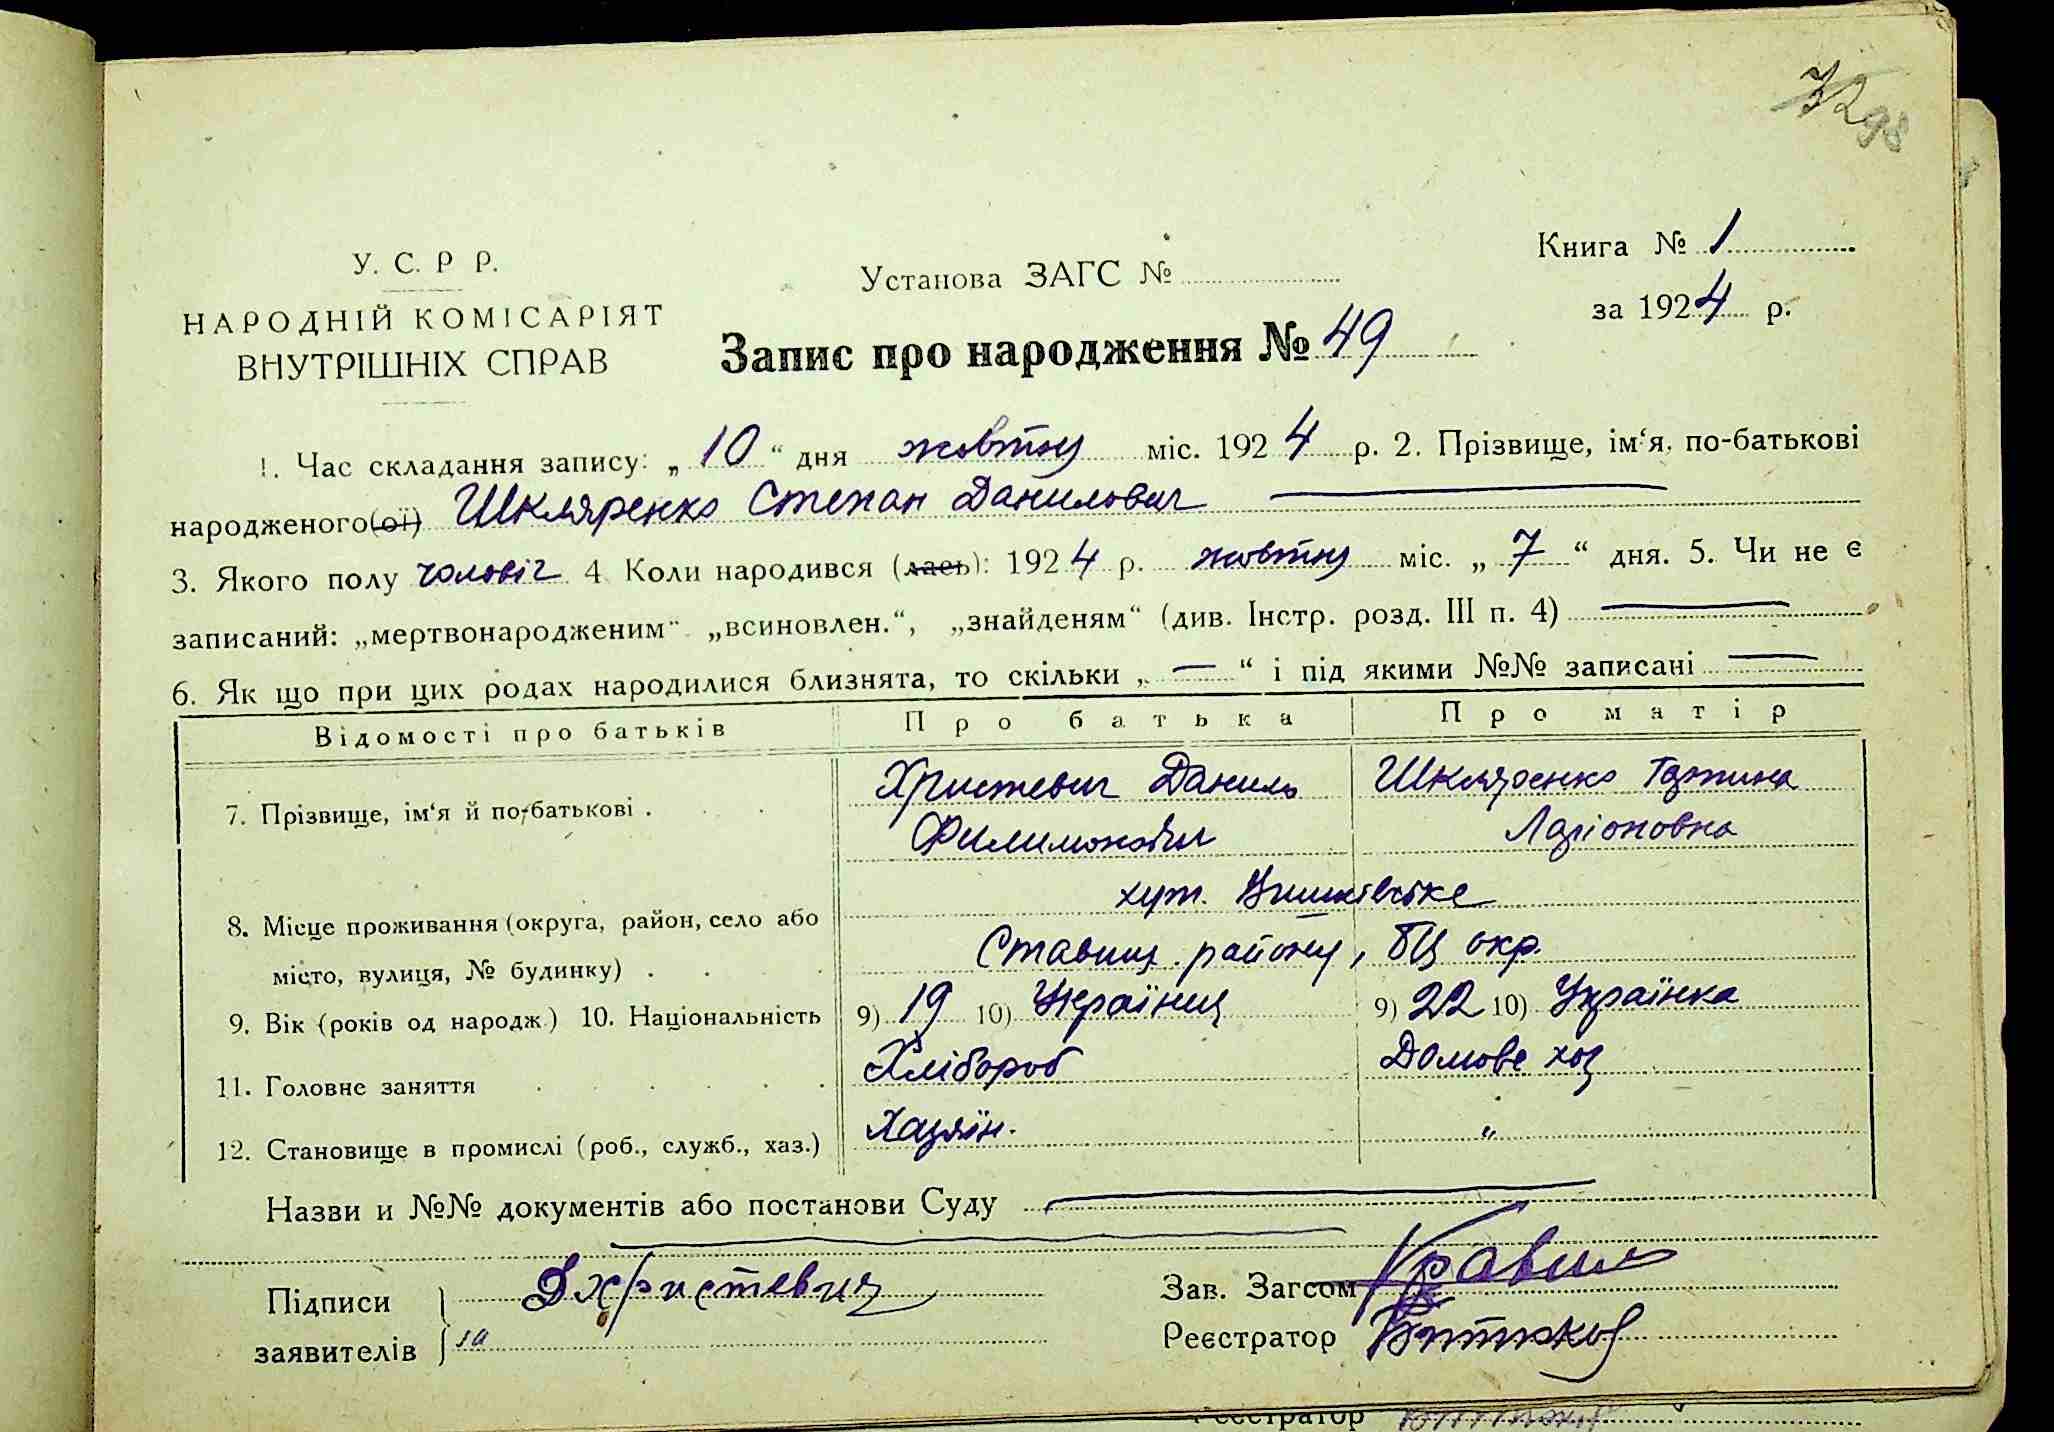 98
У. С. Р Р.
НАРОДНІЙ КОМІСАРІЯТ
ВНУТРІШНІХ СПРАВ
Установа ЗАГС №
Книга № 1
за 1924 р.
Запис про народження № 49
1. Час складання запису: „10“ дня жовтня міс. 1924 р. 2. Прізвище, ім‘я, по-батькові
народженого(ої) Шкляренко Степан Данилович
3. Якого полу чоловіч 4 Коли народився (лась): 1924 р. жовтня міс. „7“ дня. 5. Чи не є
записаний: „мертвонародженим“ „всиновлен.“, „знайденям“ (див. Інстр. розд. III п. 4)
6. Як що при цих родах народилися близнята, то скільки „—“ і під якими №№ записані —
Відомості про батьків Про батька Про матір
7. Прізвище, ім‘я й по-батькові . Христевич Данило Шкляренко Тетяна
Филимонович Ларіоновна
хут.
8. Місце проживання (округа, район, село або
місто, вулиця, № будинку) . Ставищ. району, БЦ окр.
9. Вік (років од народж.) 10. Національність 9) 19 10) Українец 9) 22 10) Українка
11. Головне заняття Хлібороб Домове хоз
12. Становище в промислі (роб., служб., хаз.) Хазяїн. "
Назви и №№ документів або постанови Суду
Підписи заявителів Д Христевич
Зав. Загсом
Реєстратор
Реєстратор